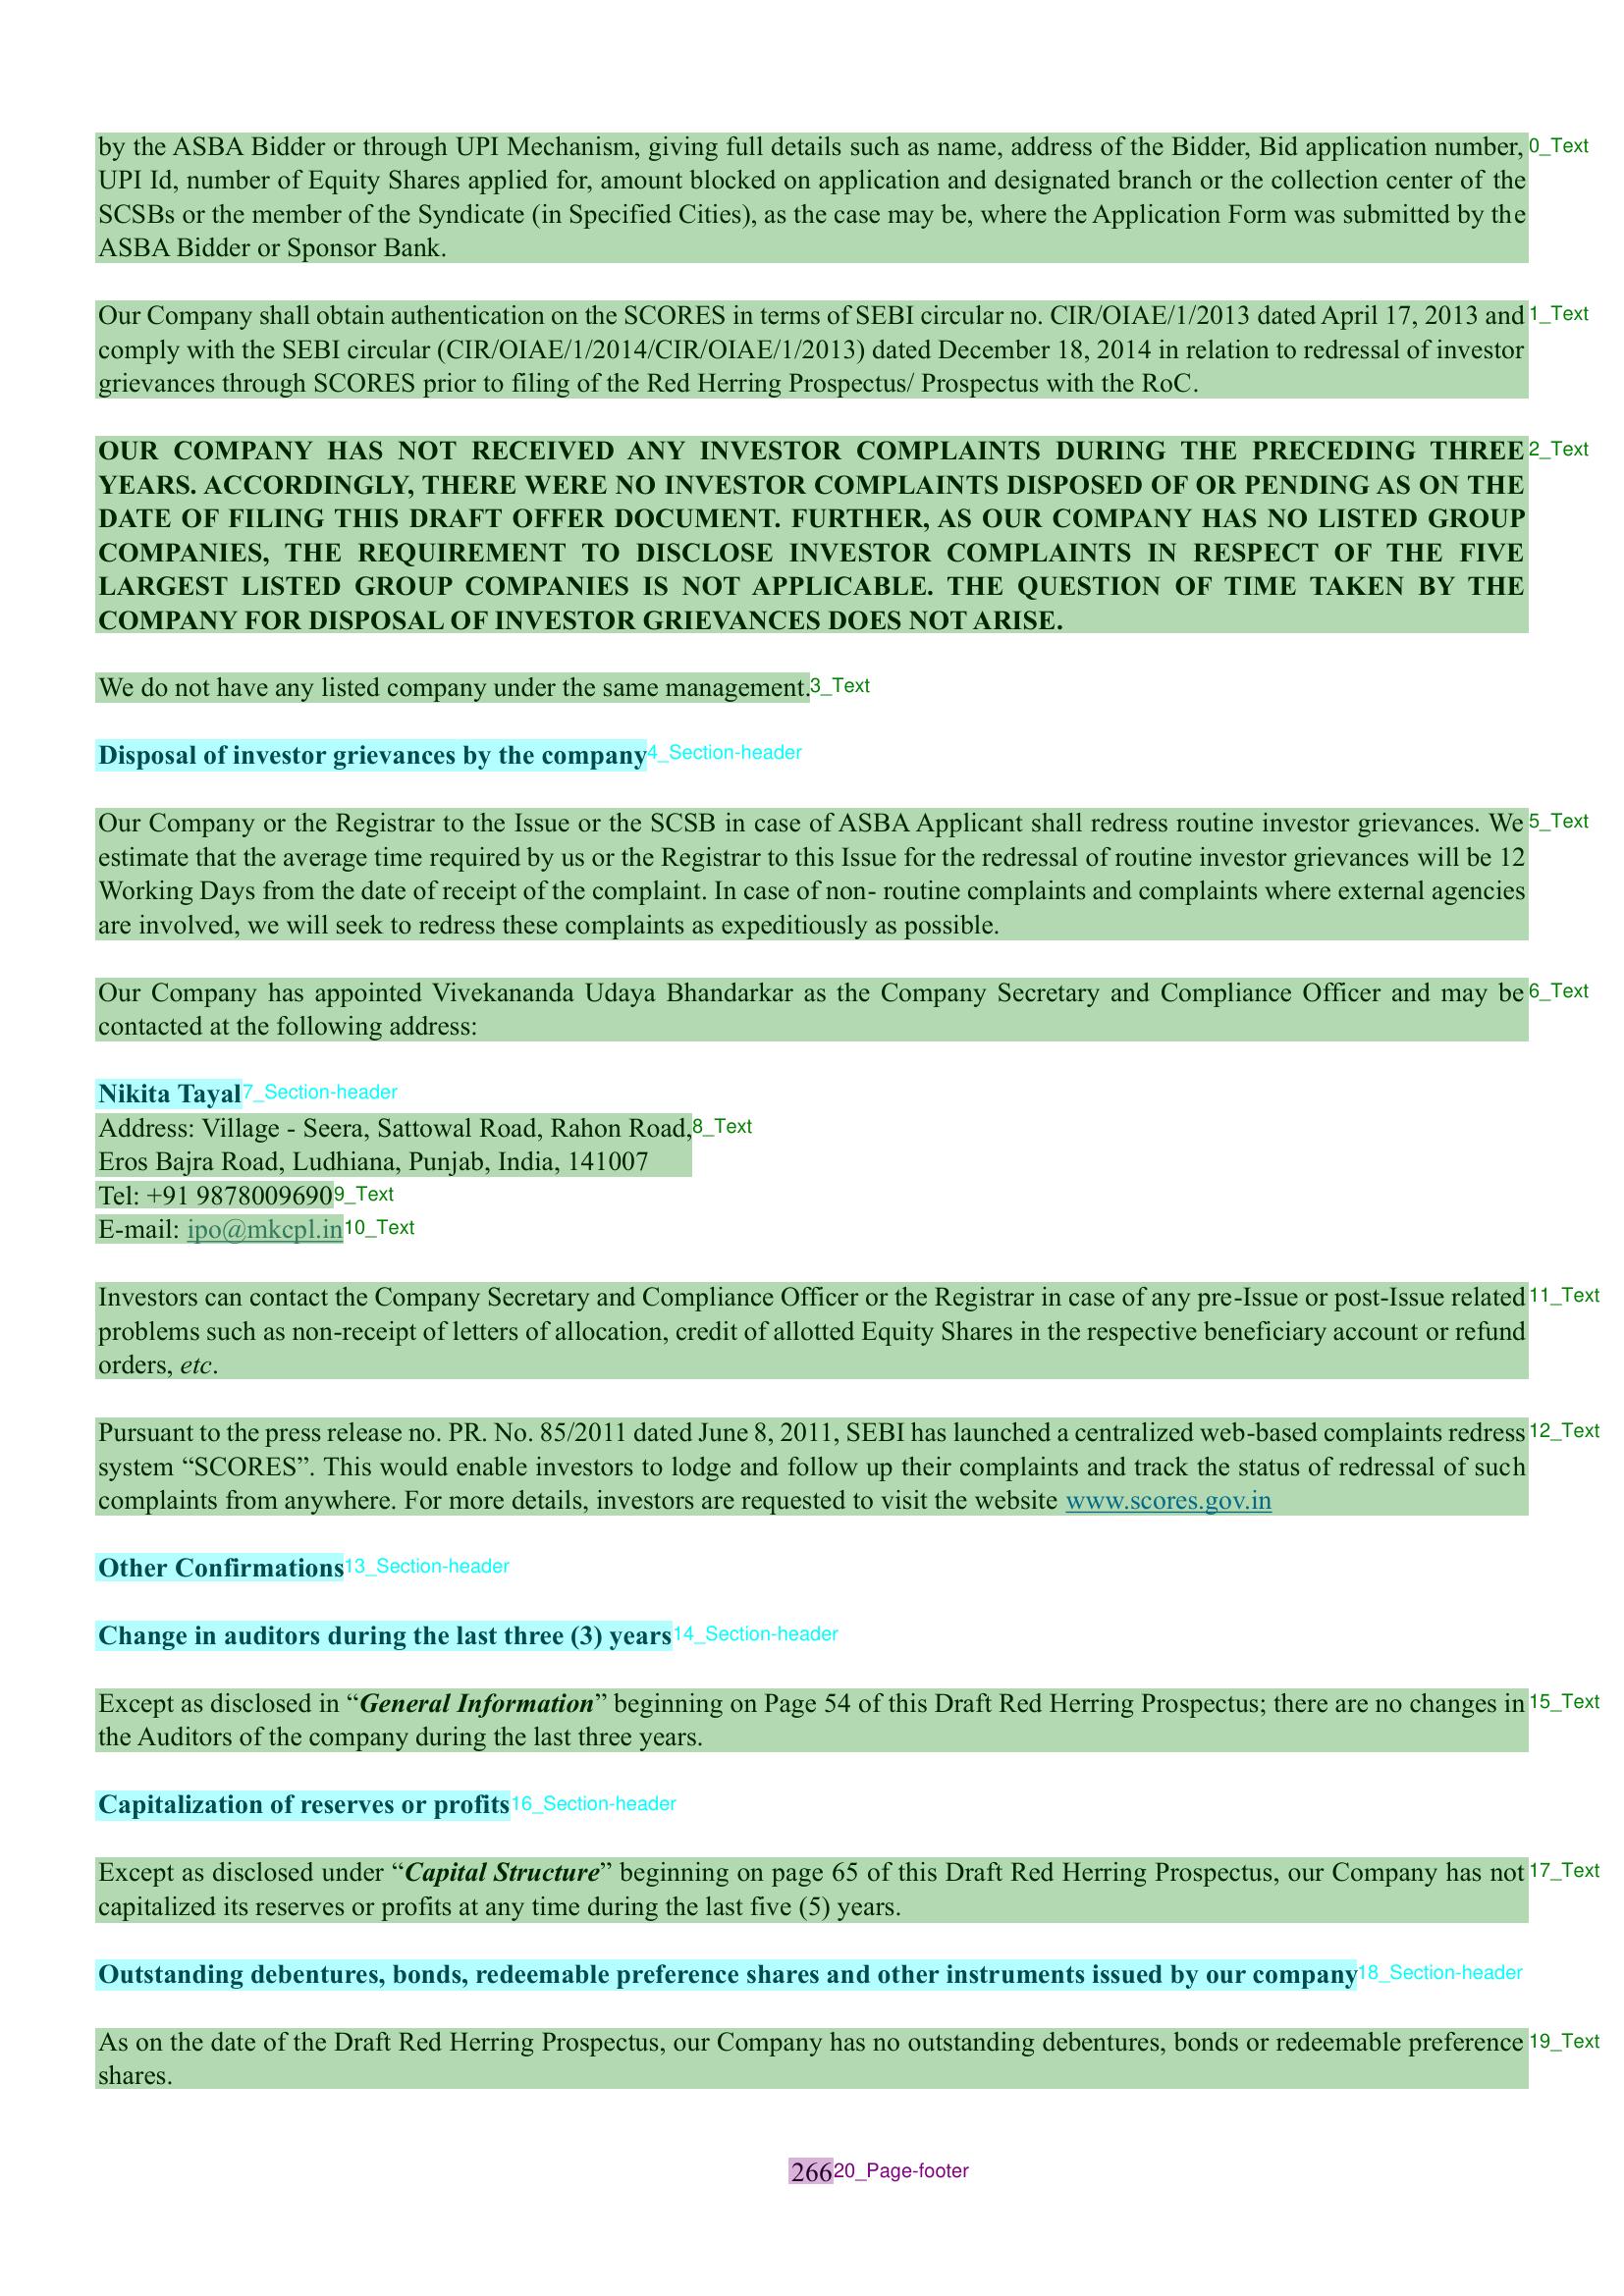 by the ASBA Bidder or through UPI Mechanism, giving full details such as name, address of the Bidder, Bid application number, 0_Text
UPI Id, number of Equity Shares applied for, amount blocked on application and designated branch or the collection center of the
SCSBs or the member of the Syndicate (in Specified Cities), as the case may be, where the Application Form was submitted by the
ASBA Bidder or Sponsor Bank.
Our Company shall obtain authentication on the SCORES in terms of SEBI circular no. CIR/OIAE/1/2013 dated April 17, 2013 and 1_Text
comply with the SEBI circular (CIR/OIAE/1/2014/CIR/OIAE/1/2013) dated December 18, 2014 in relation to redressal of investor
grievances through SCORES prior to filing of the Red Herring Prospectus/ Prospectus with the RoC.
OUR COMPANY HAS NOT RECEIVED ANY INVESTOR COMPLAINTS DURING THE PRECEDING THREE 2_Text
YEARS. ACCORDINGLY, THERE WERE NO INVESTOR COMPLAINTS DISPOSED OF OR PENDING AS ON THE
DATE OF FILING THIS DRAFT OFFER DOCUMENT. FURTHER, AS OUR COMPANY HAS NO LISTED GROUP
COMPANIES, THE REQUIREMENT TO DISCLOSE INVESTOR COMPLAINTS IN RESPECT OF THE FIVE
LARGEST LISTED GROUP COMPANIES IS NOT APPLICABLE. THE QUESTION OF TIME TAKEN BY THE
COMPANY FOR DISPOSAL OF INVESTOR GRIEVANCES DOES NOT ARISE.
We do not have any listed company under the same management. 3_Text
Disposal of investor grievances by the company 4_Section-header
Our Company or the Registrar to the Issue or the SCSB in case of ASBA Applicant shall redress routine investor grievances. We 5_Text
estimate that the average time required by us or the Registrar to this Issue for the redressal of routine investor grievances will be 12
Working Days from the date of receipt of the complaint. In case of non- routine complaints and complaints where external agencies
are involved, we will seek to redress these complaints as expeditiously as possible.
Our Company has appointed Vivekananda Udaya Bhandarkar as the Company Secretary and Compliance Officer and may be 6_Text
contacted at the following address:
Nikita Tayal 7_Section-header
Address: Village - Seera, Sattowal Road, Rahon Road, 8_Text
Eros Bajra Road, Ludhiana, Punjab, India, 141007
Tel: +91 9878009690 9_Text
E-mail: ipo@mkcpl.in 10_Text
Investors can contact the Company Secretary and Compliance Officer or the Registrar in case of any pre-Issue or post-Issue related 11_Text
problems such as non-receipt of letters of allocation, credit of allotted Equity Shares in the respective beneficiary account or refund
orders, etc.
Pursuant to the press release no. PR. No. 85/2011 dated June 8, 2011, SEBI has launched a centralized web-based complaints redress 12_Text
system “SCORES”. This would enable investors to lodge and follow up their complaints and track the status of redressal of such
complaints from anywhere. For more details, investors are requested to visit the website www.scores.gov.in
Other Confirmations 13_Section-header
Change in auditors during the last three (3) years 14_Section-header
Except as disclosed in “General Information” beginning on Page 54 of this Draft Red Herring Prospectus; there are no changes in 15_Text
the Auditors of the company during the last three years.
Capitalization of reserves or profits 16_Section-header
Except as disclosed under “Capital Structure” beginning on page 65 of this Draft Red Herring Prospectus, our Company has not 17_Text
capitalized its reserves or profits at any time during the last five (5) years.
Outstanding debentures, bonds, redeemable preference shares and other instruments issued by our company 18_Section-header
As on the date of the Draft Red Herring Prospectus, our Company has no outstanding debentures, bonds or redeemable preference 19_Text
shares.
266 20_Page-footer